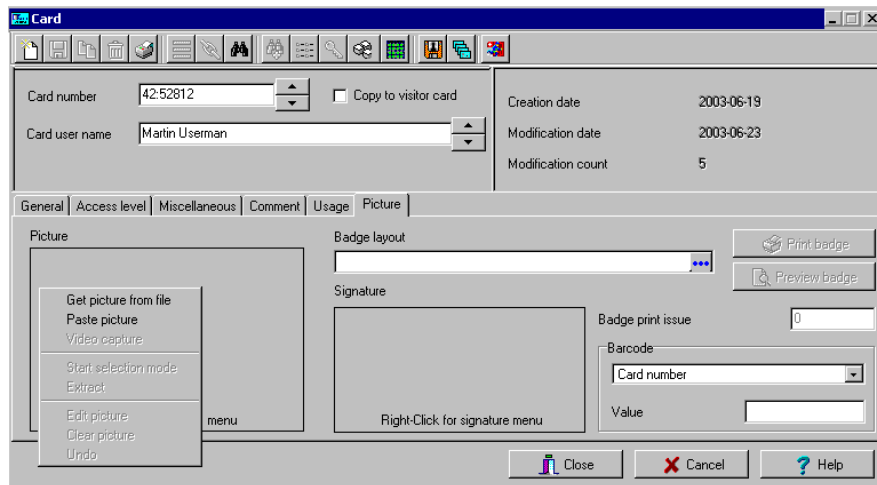 Card
Card number
42:52812
Copy to visitor card
Card user name
Martin Userman
Creation date
2003-06-19
Modification date
2003-06-23
Modification count
5
General
Access level
Miscellaneous
Comment
Usage
Picture
Picture
Get picture from file
Paste picture
Video capture
Start selection mode
Extract
Edit picture
Clear picture
Undo
menu
Badge layout
Signature
Right-Click for signature menu
Print badge
Preview badge
Badge print issue
0
Barcode
Card number
Value
Close
Cancel
Help